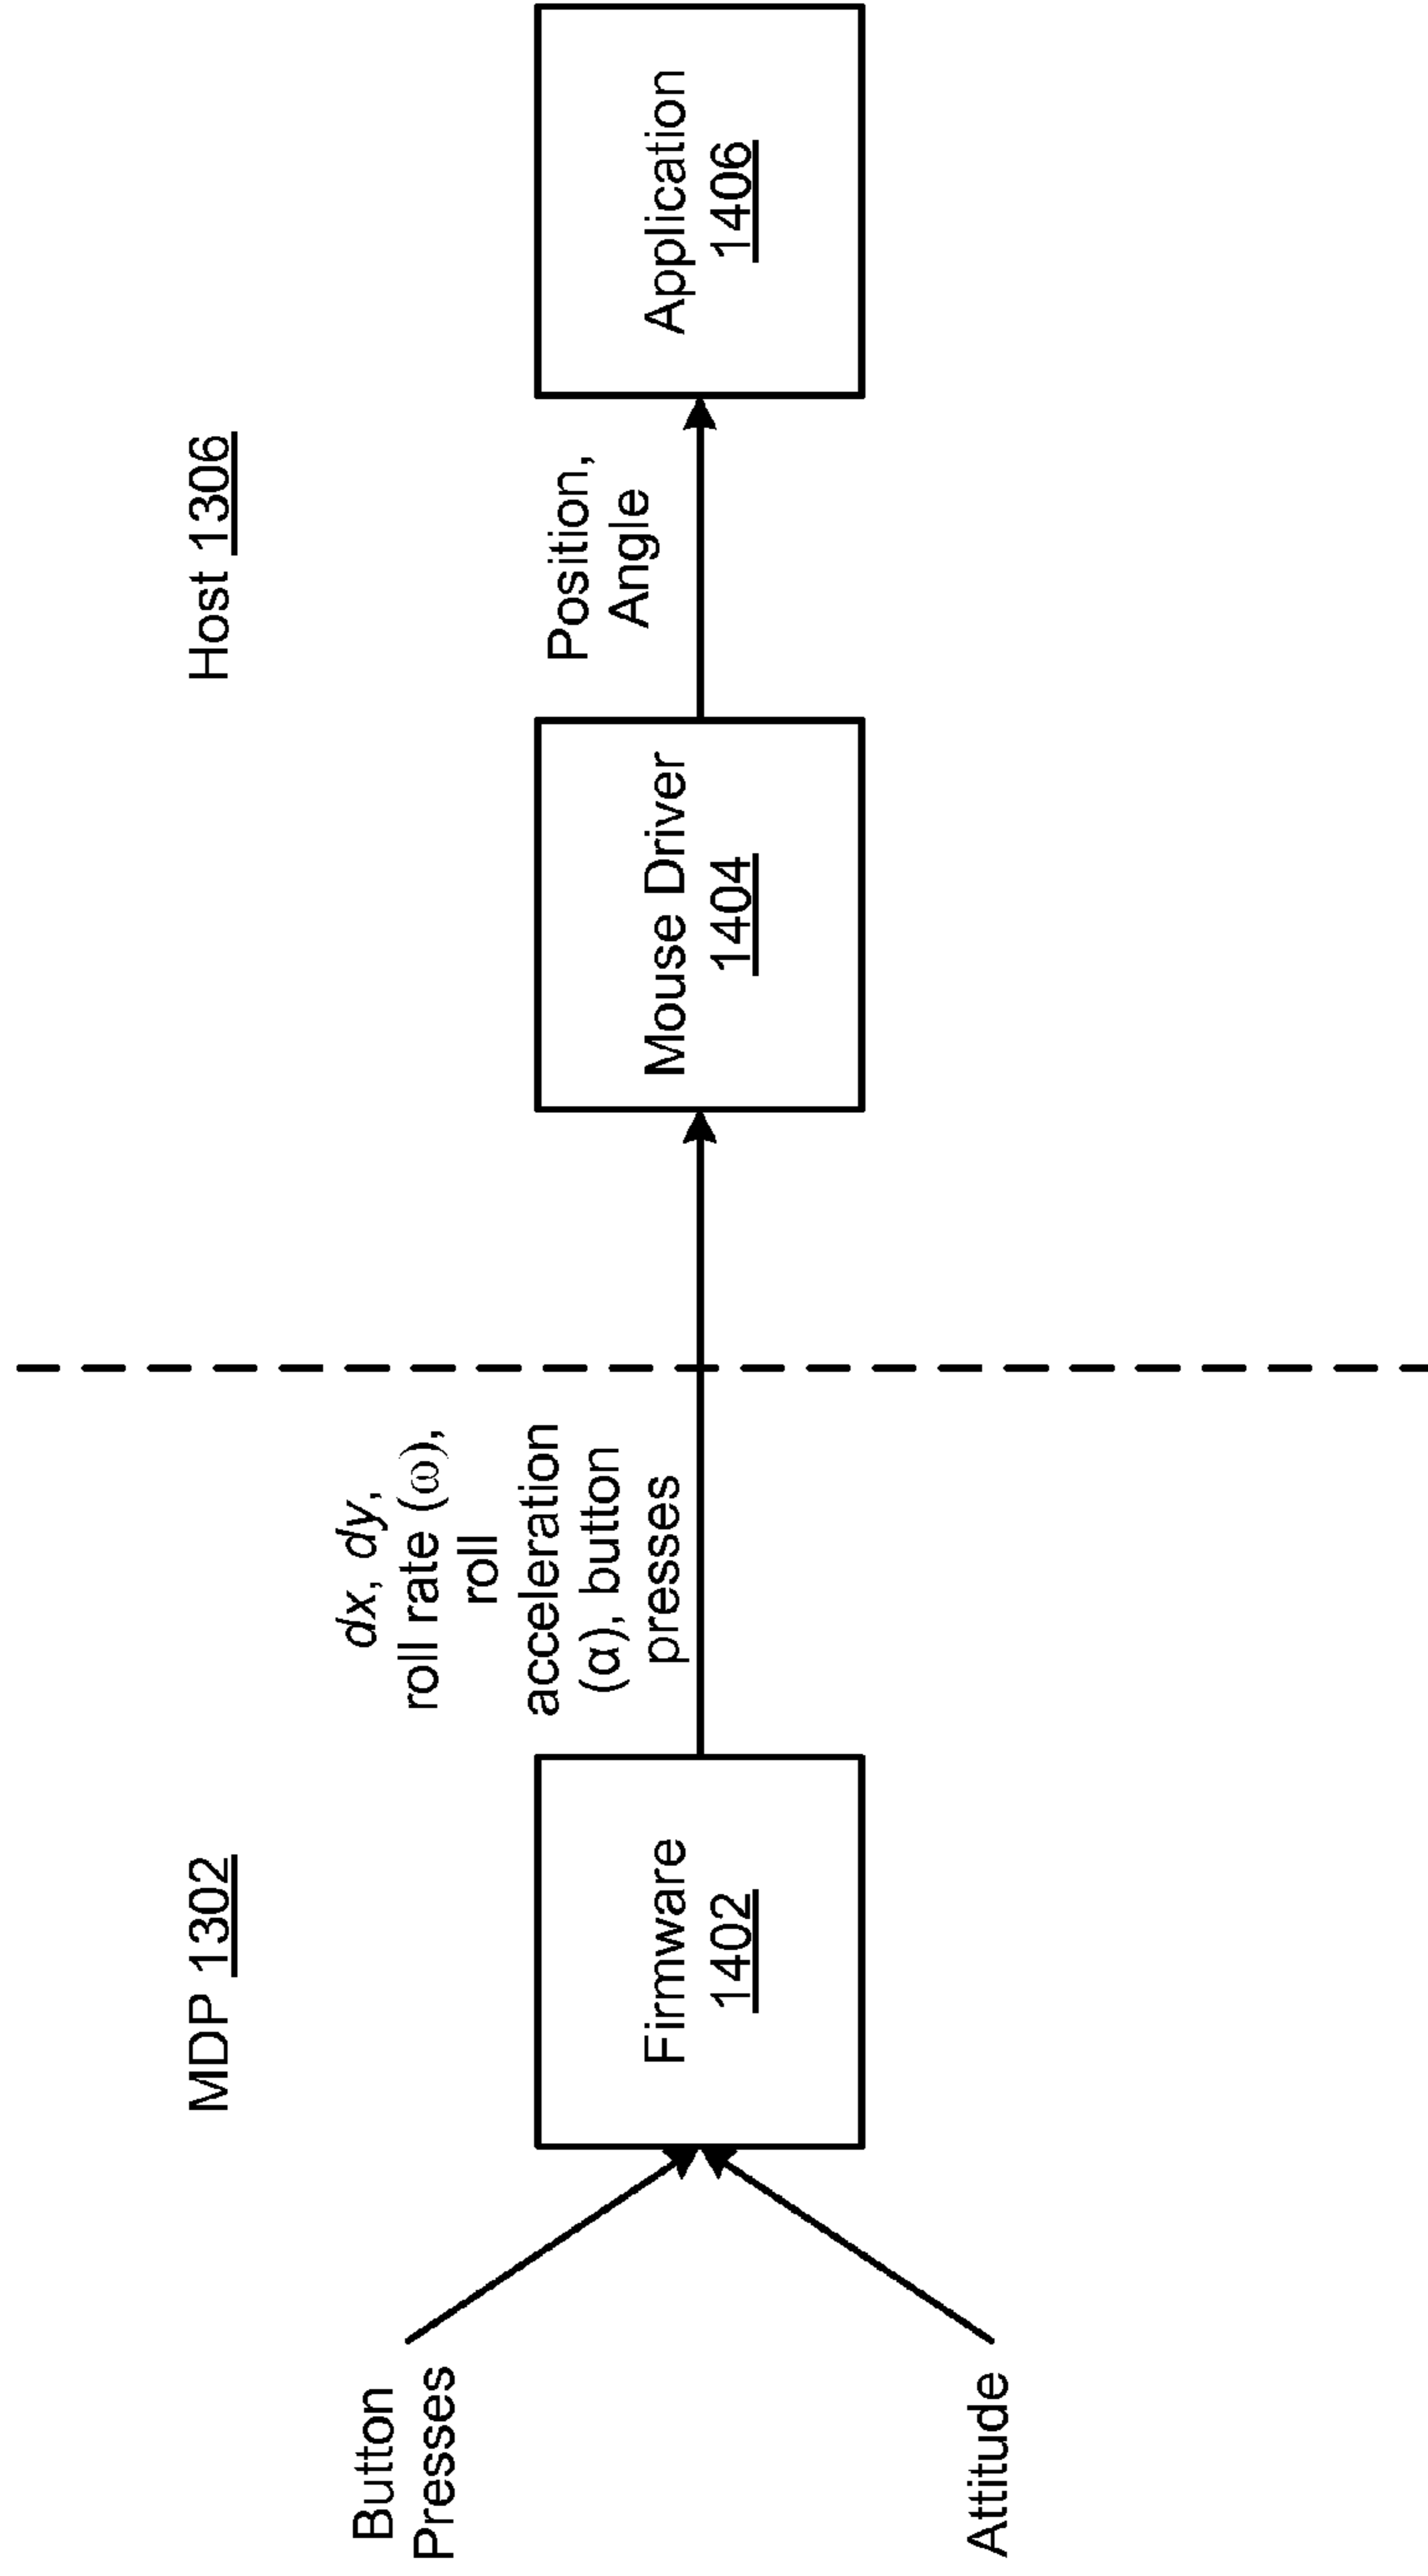 MDP 1302
Host 1306
Button
Presses
Attitude
Firmware
1402
dx, dy,
roll rate (ω),
roll
acceleration
(α), button
presses
Mouse Driver
1404
Position,
Angle
Application
1406